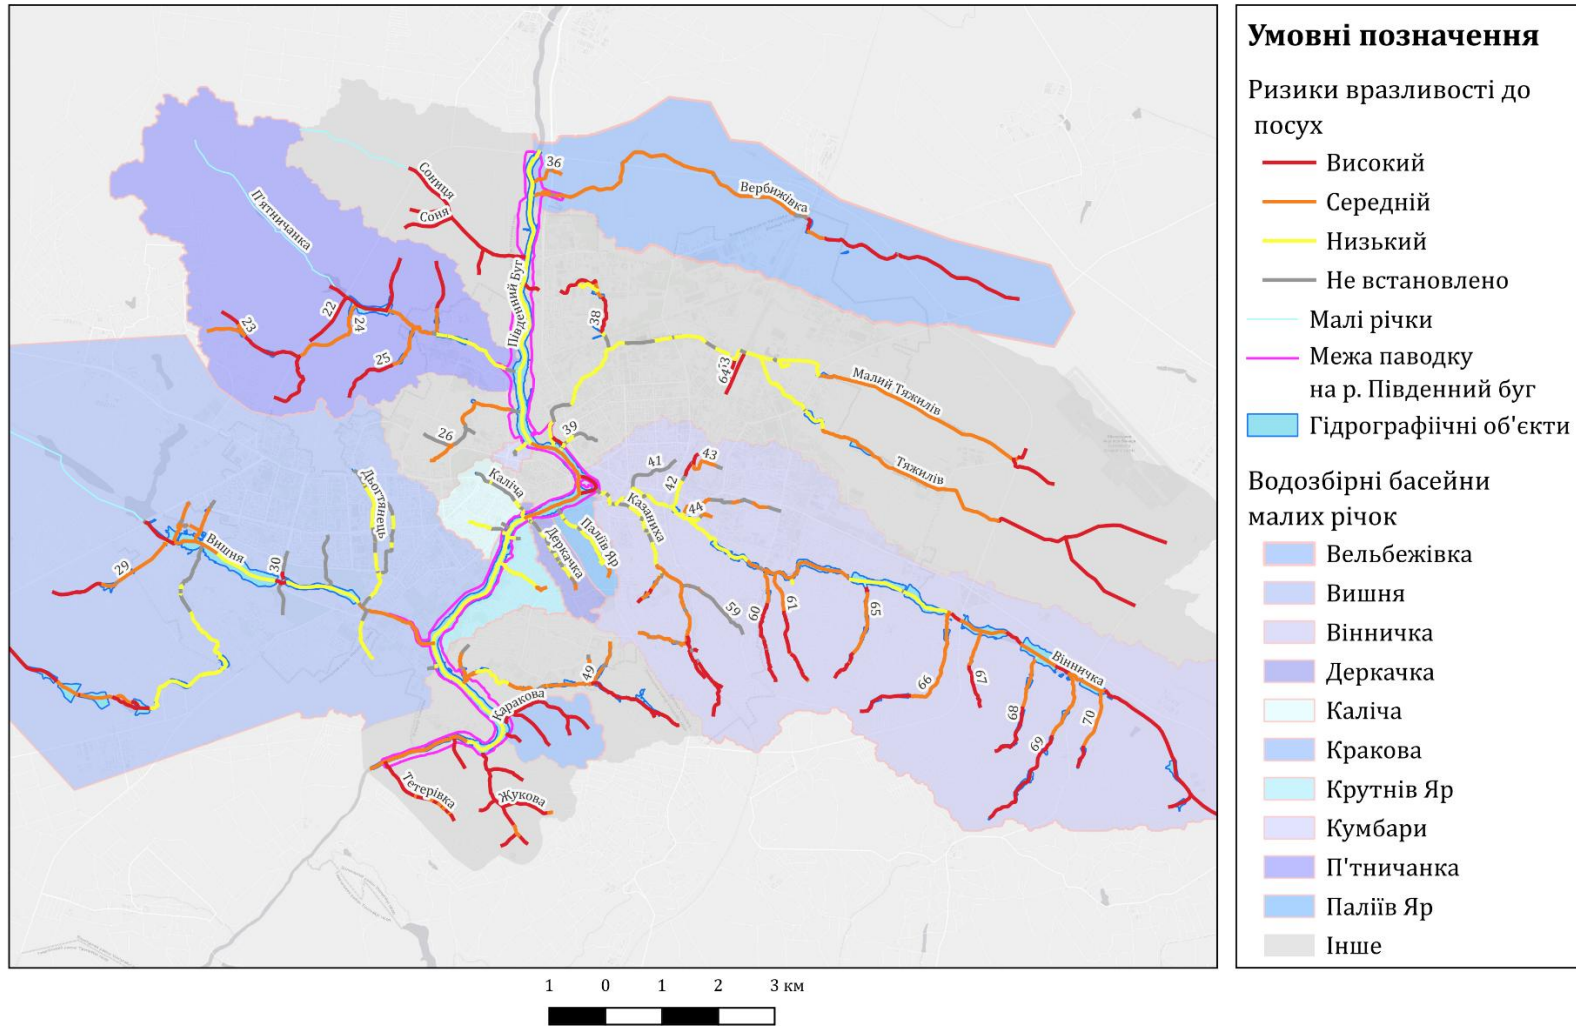 36
Сониця
Соня
Вербижівка
П'ятничанка
Південний Буг
22
23
24
25
38
64
Малий Тяжилів
26
39
Тяжилів
41
42
43
44
Каліча
Дьогтянець
Казаниха
Паліїв Яр
Деркачка
Вишня
29
30
59
60
61
65
66
67
68
69
70
Вінничка
49
Каракова
Тетерівка
Жукова
1 0 1 2 3 км
Умовні позначення
Ризики вразливості до
посух
Високий
Середній
Низький
Не встановлено
Малі річки
Межа паводку
на р. Південний буг
Гідрографіічні об'єкти
Водозбірні басейни
малих річок
Вельбежівка
Вишня
Вінничка
Деркачка
Каліча
Кракова
Крутнів Яр
Кумбари
П'тничанка
Паліїв Яр
Інше